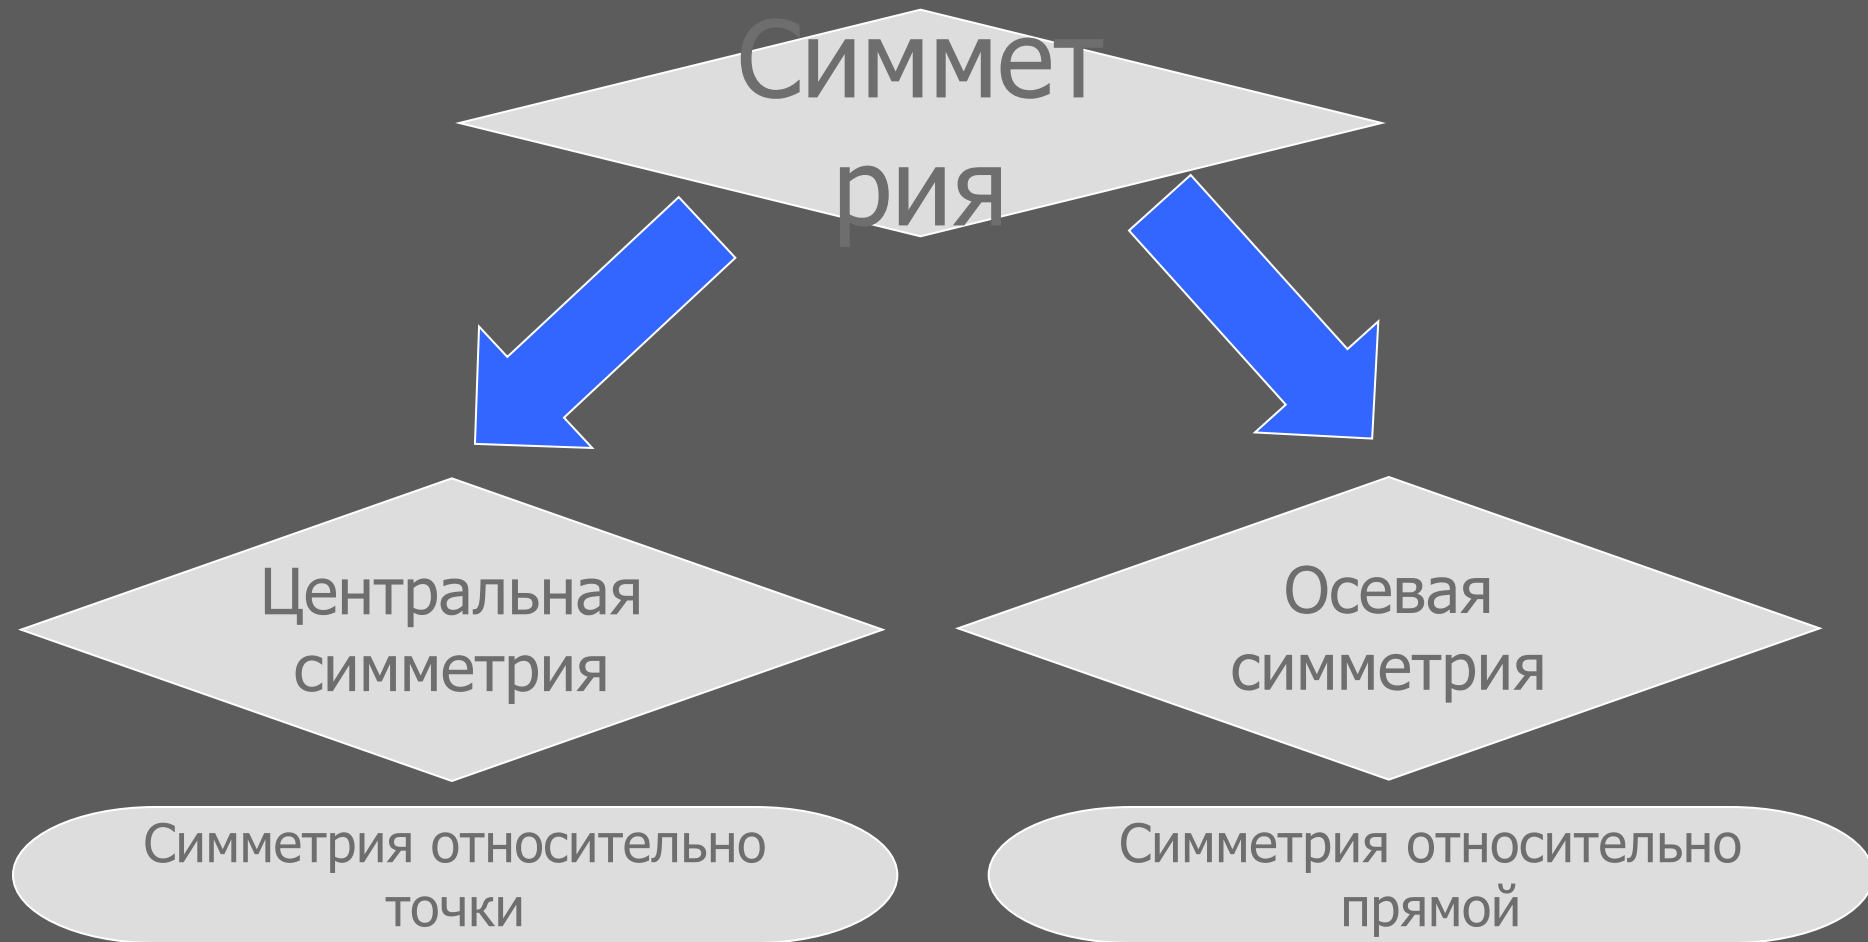 Симмет
рия
Центральная
симметрия
Осевая
симметрия
Симметрия относительно
точки
Симметрия относительно
прямой